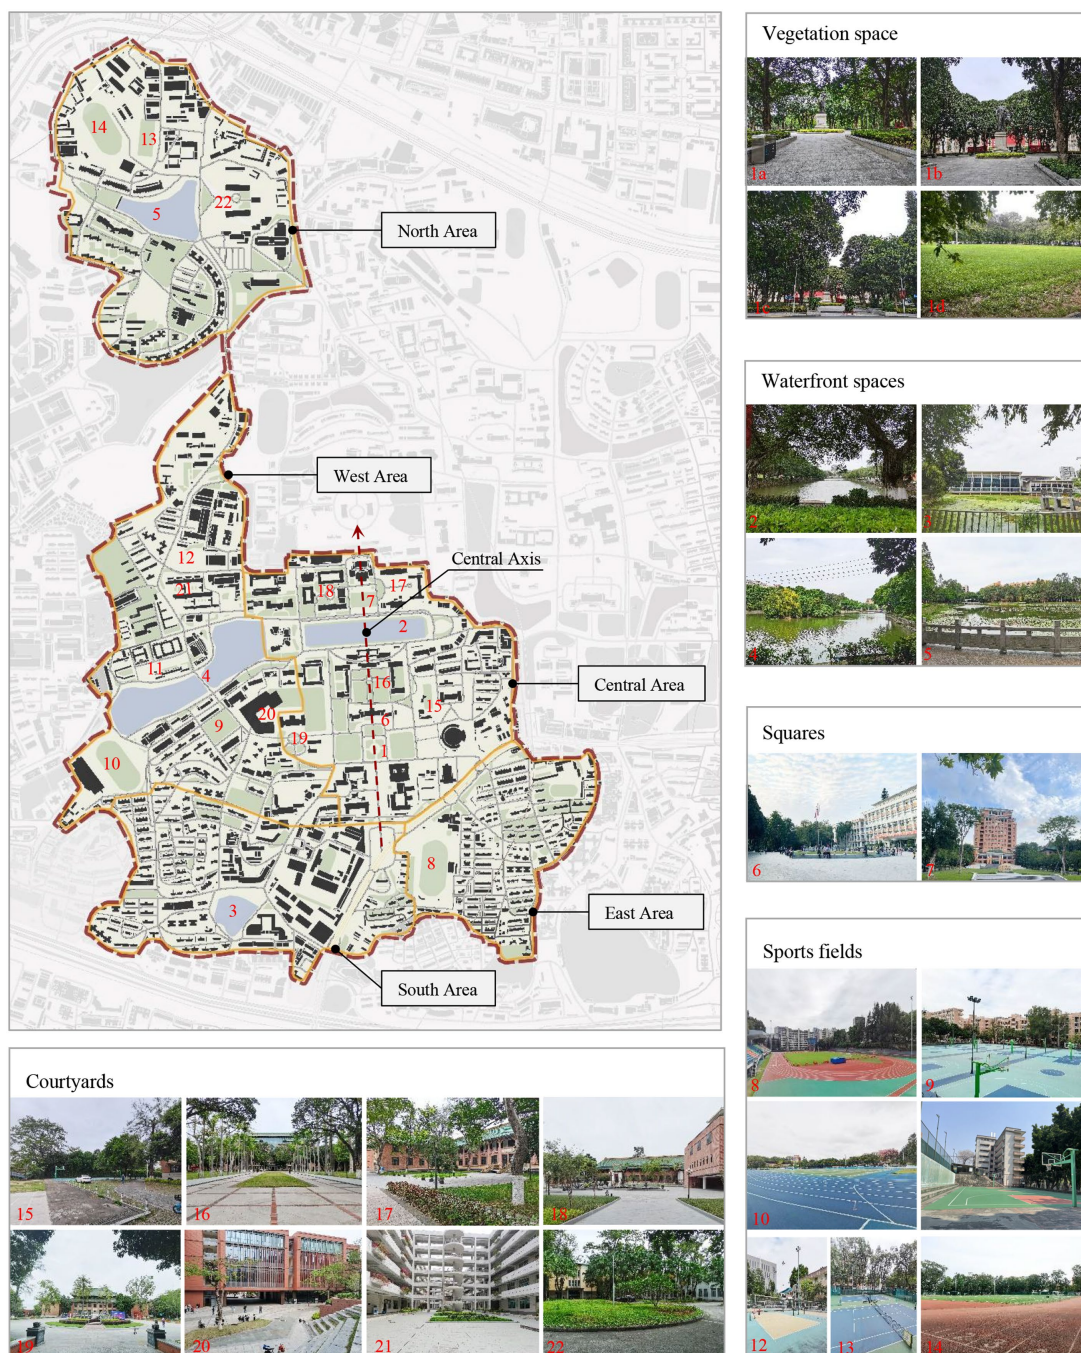 14
13
5
22
North Area
West Area
12
21
Central Axis
18
17
7
2
11
4
16
15
Central Area
6
9
20
19
1
10
8
3
East Area
South Area
Vegetation space
1a
1b
1c
1d
Waterfront spaces
2
3
4
5
Squares
6
7
Sports fields
8
9
10
12
13
14
Courtyards
15
16
17
18
19
20
21
22